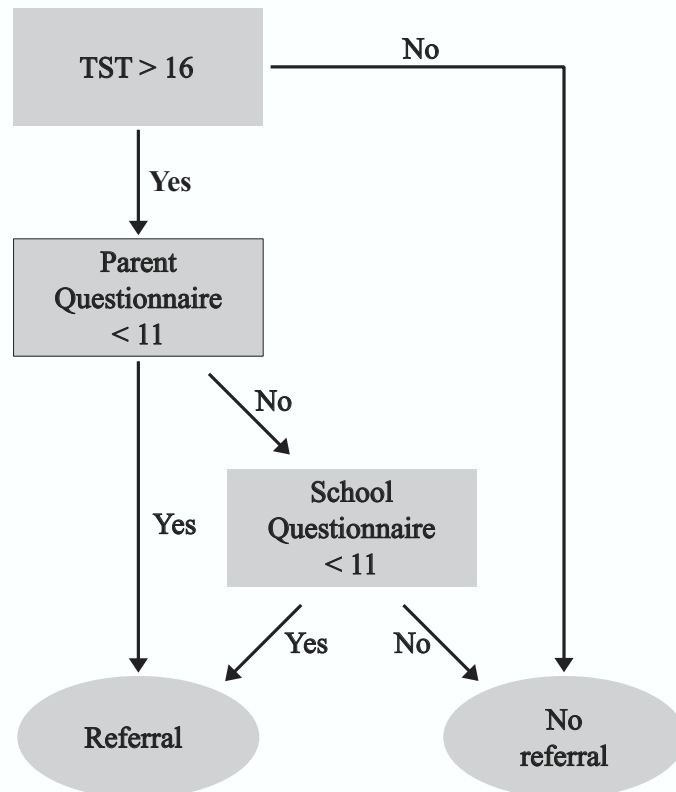 TST > 16
No
Yes
Parent
Questionnaire
< 11
No
School
Questionnaire
< 11
Yes
Yes
No
Referral
No
referral